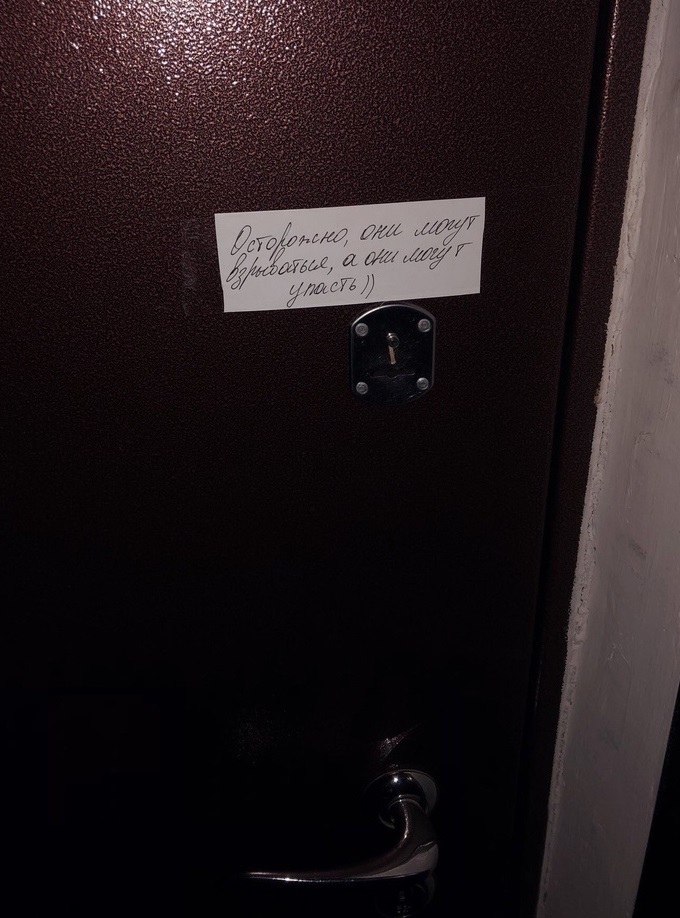 Осторожно, они могут
взрываться, а они могут
упасть))